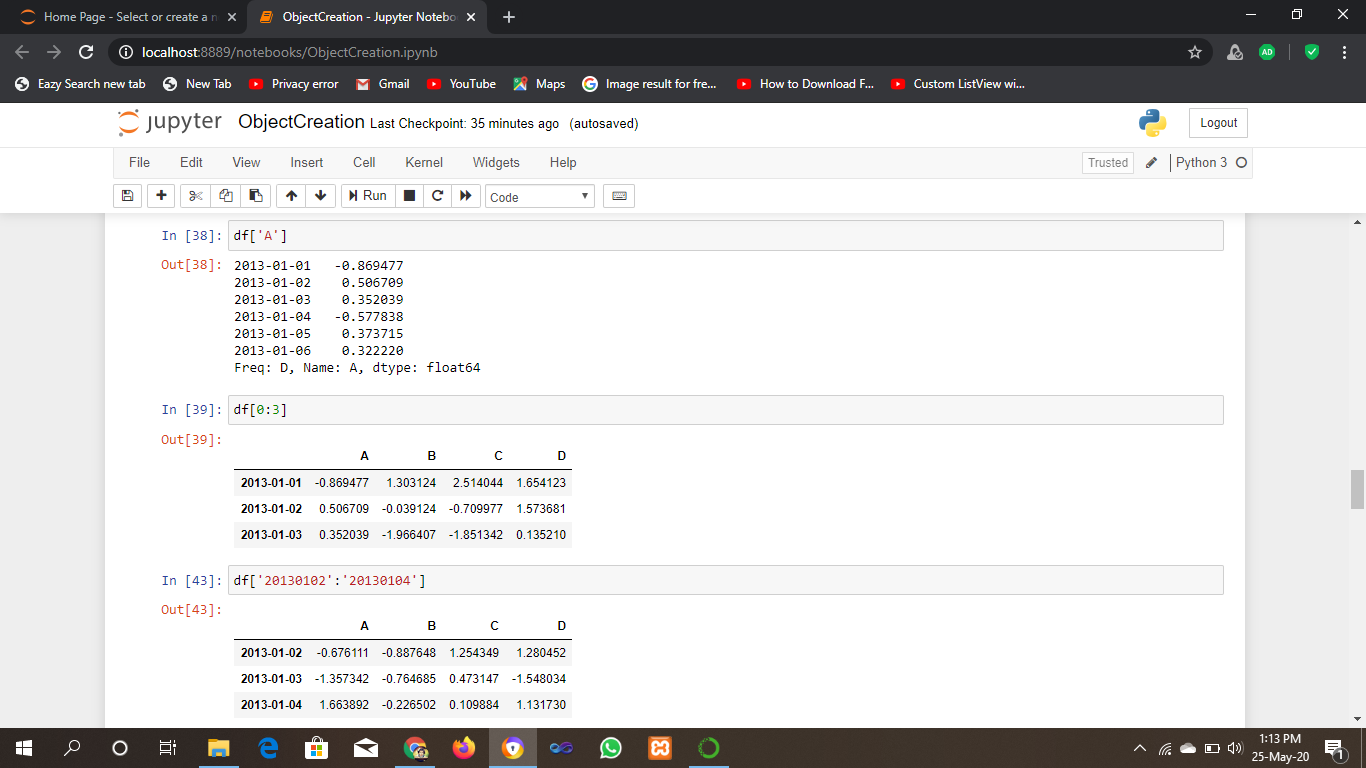 Home Page - Select or create a n
ObjectCreation - Jupyter Notebo
localhost:8889/notebooks/ObjectCreation.ipynb
AD
Eazy Search new tab New Tab Privacy error Gmail YouTube Maps Image result for fre... How to Download F... Custom ListView wi...
jupyter ObjectCreation Last Checkpoint: 35 minutes ago (autosaved)
Logout
File Edit View Insert Cell Kernel Widgets Help
Trusted Python 3
Run Code
In [38]: df['A']
Out[38]: 2013-01-01 -0.869477
2013-01-02 0.506709
2013-01-03 0.352039
2013-01-04 -0.577838
2013-01-05 0.373715
2013-01-06 0.322220
Freq: D, Name: A, dtype: float64
In [39]: df[0:3]
Out[39]:
A B C D
2013-01-01 -0.869477 1.303124 2.514044 1.654123
2013-01-02 0.506709 -0.039124 -0.709977 1.573681
2013-01-03 0.352039 -1.966407 -1.851342 0.135210
In [43]: df['20130102':'20130104']
Out[43]:
A B C D
2013-01-02 -0.676111 -0.887648 1.254349 1.280452
2013-01-03 -1.357342 -0.764685 0.473147 -1.548034
2013-01-04 1.663892 -0.226502 0.109884 1.131730
1:13 PM
25-May-20
1